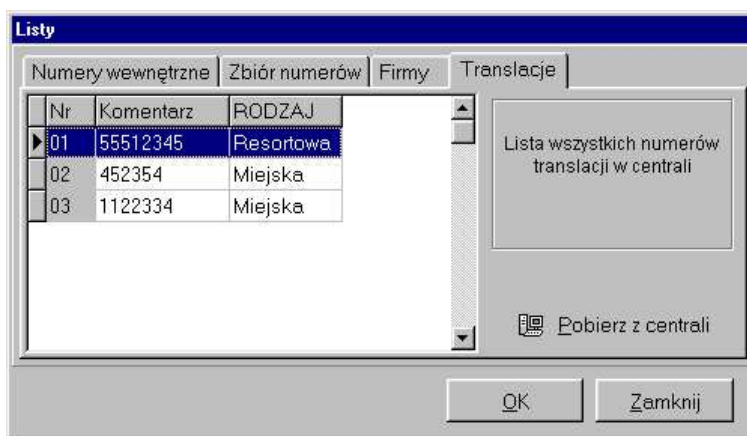 Listy
Numery wewnętrzne Zbiór numerów Firmy Translacje
Nr Komentarz RODZAJ
01 55512345 Resortowa
02 452354 Miejska
03 1122334 Miejska
Lista wszystkich numerów
translacji w centrali
Pobierz z centrali
OK Zamknij